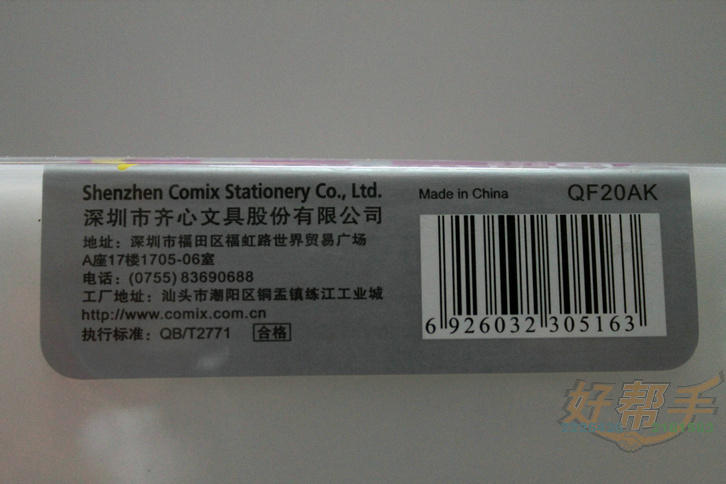 Shenzhen Comix Stationery Co., Ltd.
深圳市齐心文具股份有限公司
地址：深圳市福田区福虹路世界贸易广场
A座17楼1705-06室
电话：(0755) 83690688
工厂地址：汕头市潮阳区铜盂镇练江工业城
http://www.comix.com.cn
执行标准：QB/T2771 合格
Made in China QF20AK
6 926032 305163
好帮手